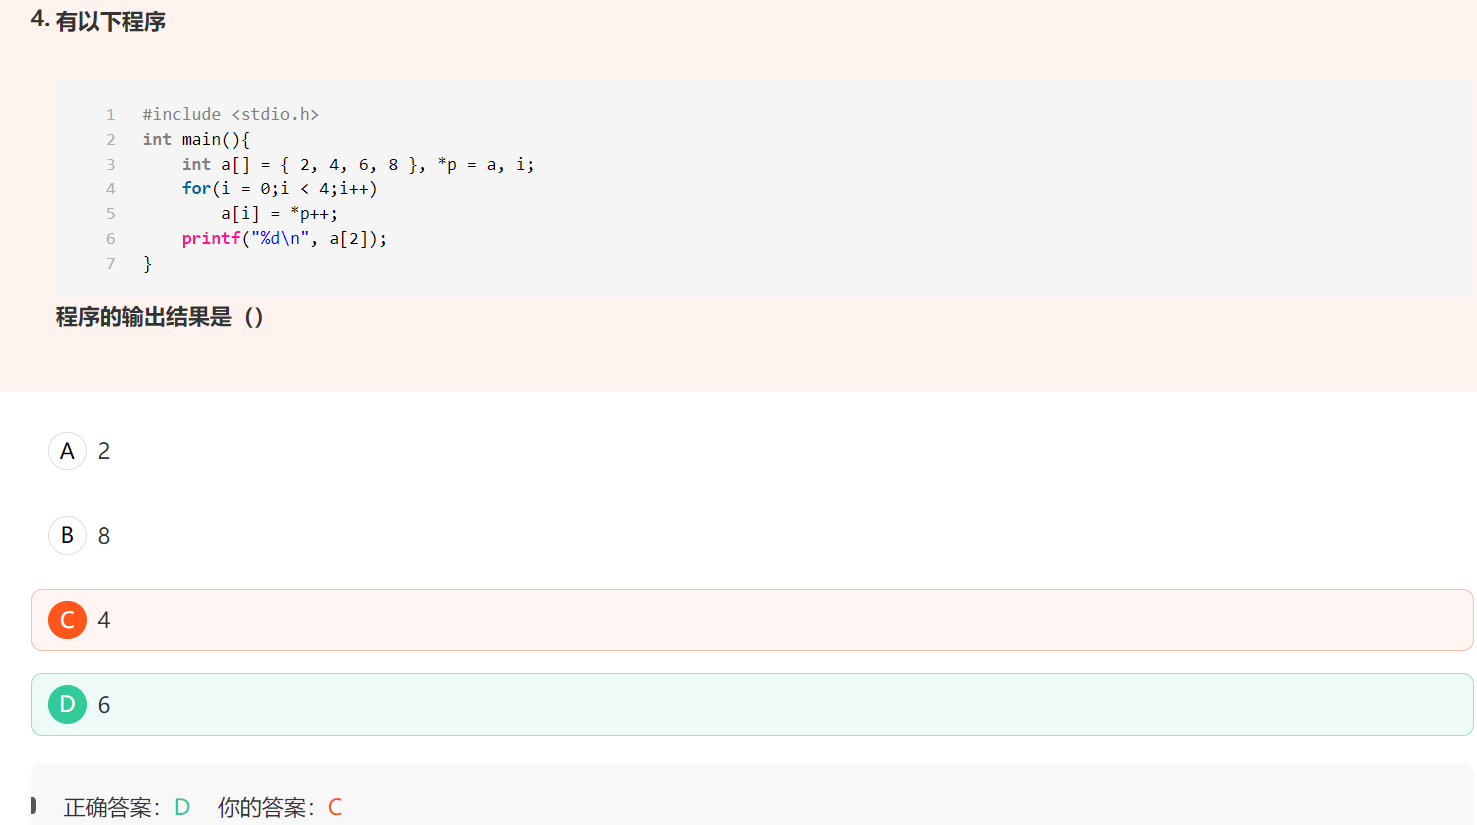 4. 有以下程序
1 #include <stdio.h>
2 int main(){
3     int a[] = { 2, 4, 6, 8 }, *p = a, i;
4     for(i = 0;i < 4;i++)
5         a[i] = *p++;
6     printf("%d\n", a[2]);
7 }
程序的输出结果是（）
A 2
B 8
C 4
D 6
正确答案：D 你的答案：C